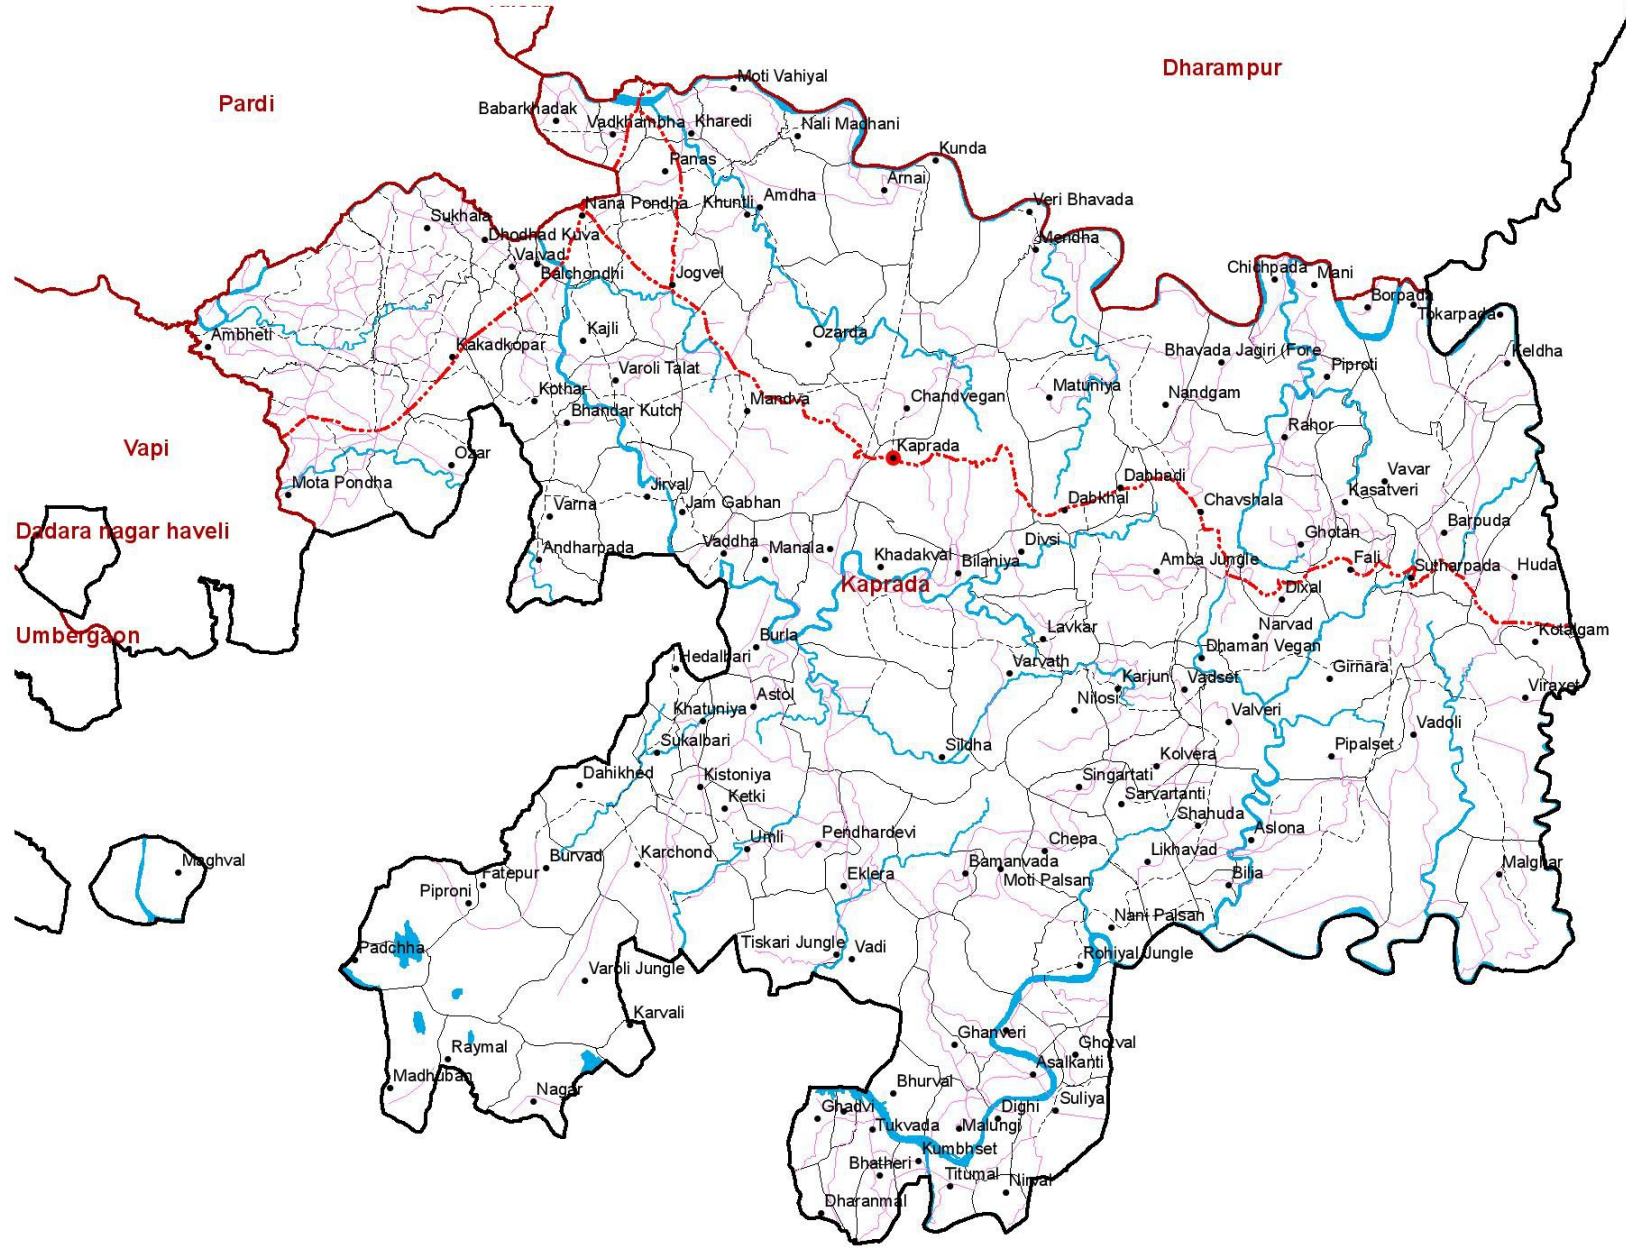 Dharampur
Moti Vahiyal
Pardi
Babarkhadak
Vadkhambha
Kharedi
Nali Madhani
Kunda
Panas
Arnai
Amdha
Nana Pondha
Khuntli
Veri Bhavada
Sukhala
Dhodhad Kuva
Mendha
Vajvad
Balchondhi
Jogvel
Chichpada
Mani
Borpada
Tokarpada
Ambheti
Kajli
Ozarda
Kakadkopar
Bhavada Jagiri (Fore
Keldha
Varoli Talat
Piproti
Kothar
Matuniya
Nandgam
Mandva
Chandvegan
Bhandar Kutch
Rahor
Vapi
Kaprada
Ozar
Vavar
Mota Pondha
Jirval
Dabhadi
Kasatveri
Dabkhal
Chavshala
Varna
Jam Gabhan
Barpuda
Dadara nagar haveli
Ghotan
Andharpada
Vaddha
Manala
Divsi
Khadakval
Bilaniya
Amba Jungle
Fali
Sutharpada
Huda
Kaprada
Dixal
Narvad
Umbergaon
Burla
Lavkar
Kotalgam
Dhaman Vegan
Hedalbari
Varvath
Girnara
Karjun
Vadset
Viraxet
Astol
Nilosi
Khatuniya
Valveri
Vadoli
Sukalbari
Sildha
Pipalset
Kolvera
Dahikhed
Kistoniya
Singartati
Ketki
Sarvartanti
Shahuda
Umli
Pendhardevi
Chepa
Aslona
Karchond
Burvad
Likhavad
Maghval
Bamanvada
Malghar
Fatepur
Eklera
Moti Palsan
Bilia
Piproni
Nani Palsan
Padchha
Tiskari Jungle
Vadi
Rohiyal Jungle
Varoli Jungle
Karvali
Ghanveri
Raymal
Ghotval
Asalkanti
Madhuban
Bhurval
Nagar
Suliya
Ghadvi
Dighi
Tukvada
Malungi
Kumbhset
Bhatheri
Titumal
Nirval
Dharanmal